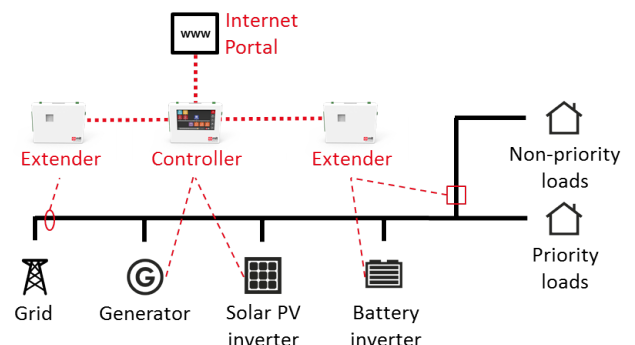 www
Internet
Portal
Extender
Controller
Extender
Non-priority
loads
Priority
loads
G
Grid
Generator
Solar PV
inverter
Battery
inverter